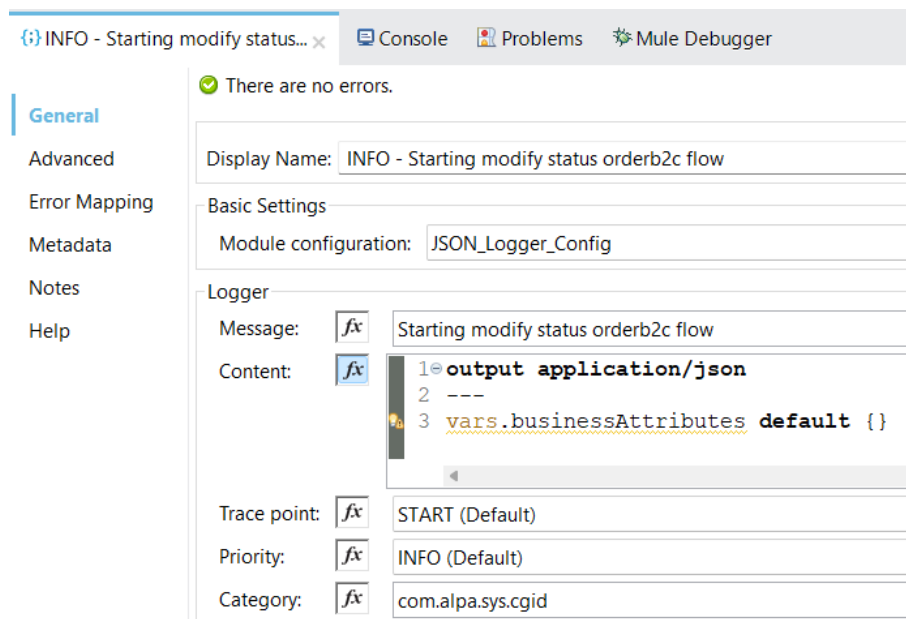 {;} INFO - Starting modify status... × Console Problems Mule Debugger
There are no errors.
General
Advanced
Error Mapping
Metadata
Notes
Help
Display Name: INFO - Starting modify status orderb2c flow
Basic Settings
Module configuration: JSON_Logger_Config
Logger
Message: fx Starting modify status orderb2c flow
Content: fx 1 output application/json
2 ---
3 vars.businessAttributes default {}
Trace point: fx START (Default)
Priority: fx INFO (Default)
Category: fx com.alpa.sys.cgid